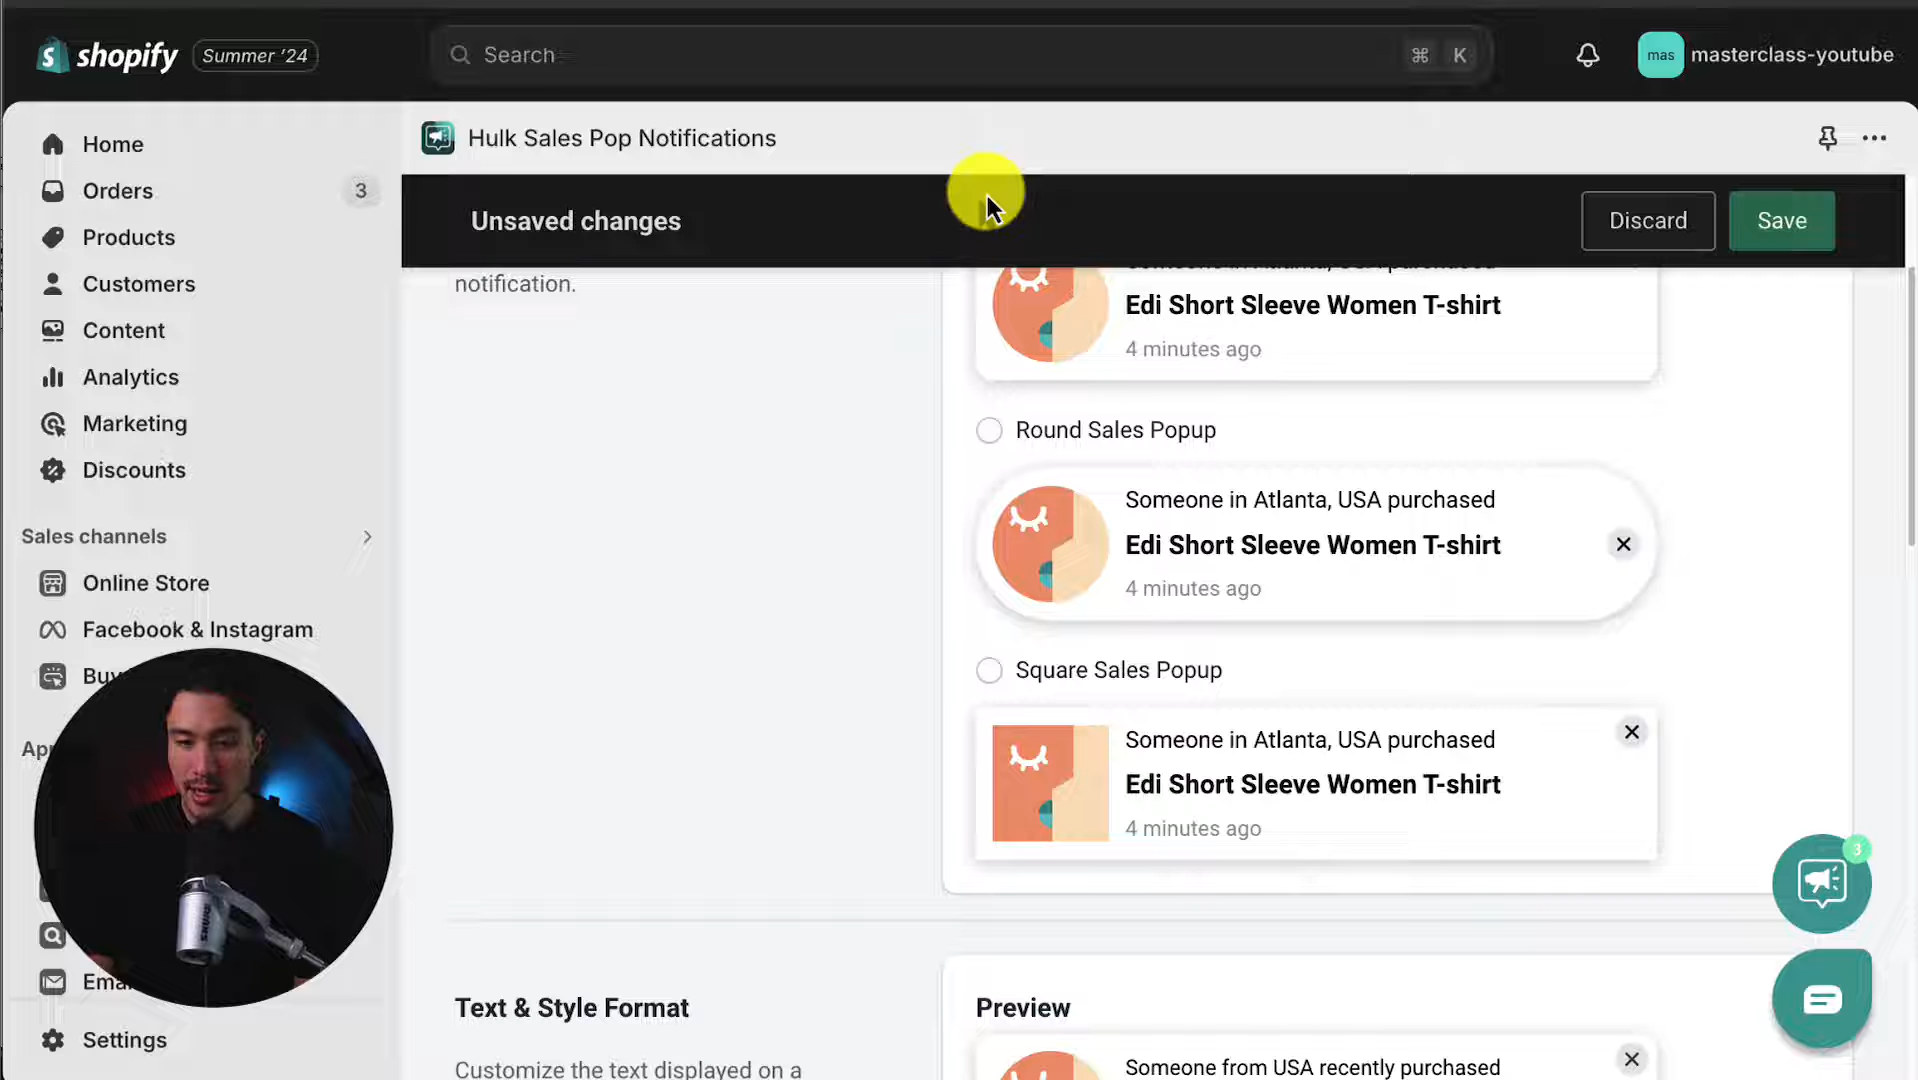 shopify
Summer '24
Search
⌘ K
mas
masterclass-youtube
Hulk Sales Pop Notifications
Unsaved changes
Discard
Save
Home
Orders
3
Products
Customers
Content
Analytics
Marketing
Discounts
Sales channels
Online Store
Facebook & Instagram
Settings
notification.
Edi Short Sleeve Women T-shirt
4 minutes ago
Round Sales Popup
Someone in Atlanta, USA purchased
Edi Short Sleeve Women T-shirt
4 minutes ago
Square Sales Popup
Someone in Atlanta, USA purchased
Edi Short Sleeve Women T-shirt
4 minutes ago
3
Text & Style Format
Customize the text displayed on a
Preview
Someone from USA recently purchased